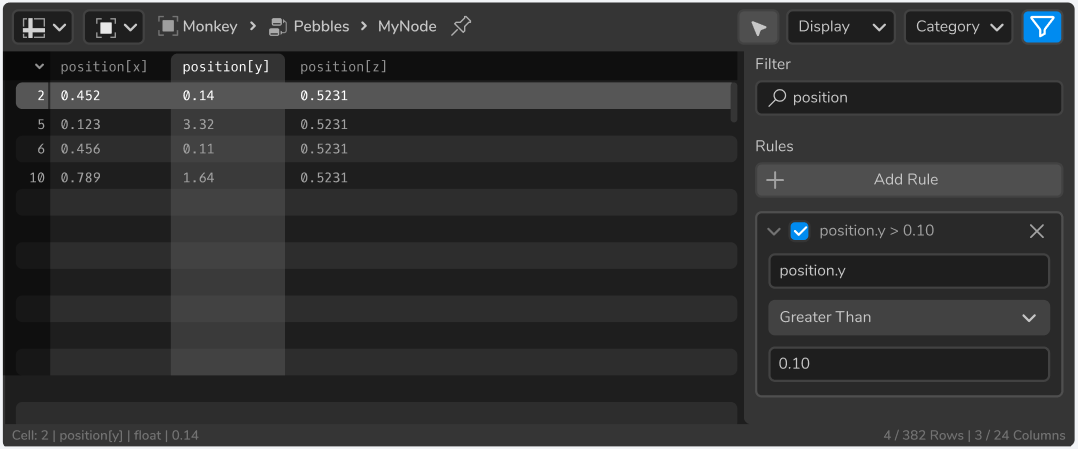 Monkey > Pebbles > MyNode Display Category
position[x] position[y] position[z]
2 0.452 0.14 0.5231
5 0.123 3.32 0.5231
6 0.456 0.11 0.5231
10 0.789 1.64 0.5231
Filter
position
Rules
Add Rule
position.y > 0.10
position.y
Greater Than
0.10
Cell: 2 | position[y] | float | 0.14
4 / 382 Rows | 3 / 24 Columns